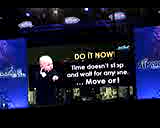 DO IT NOW
Time doesn't stop
and wait for any one.
... Move on!